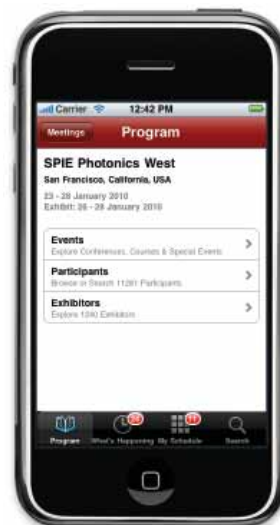 Carrier 12:42 PM
Meetings Program
SPIE Photonics West
San Francisco, California, USA
23 - 28 January 2010
Exhibit: 26 - 28 January 2010
Events
Explore Conferences, Courses & Special Events
Participants
Browse or Search 11281 Participants
Exhibitors
Explore 1240 Exhibitors
Program What's Happening My Schedule Search